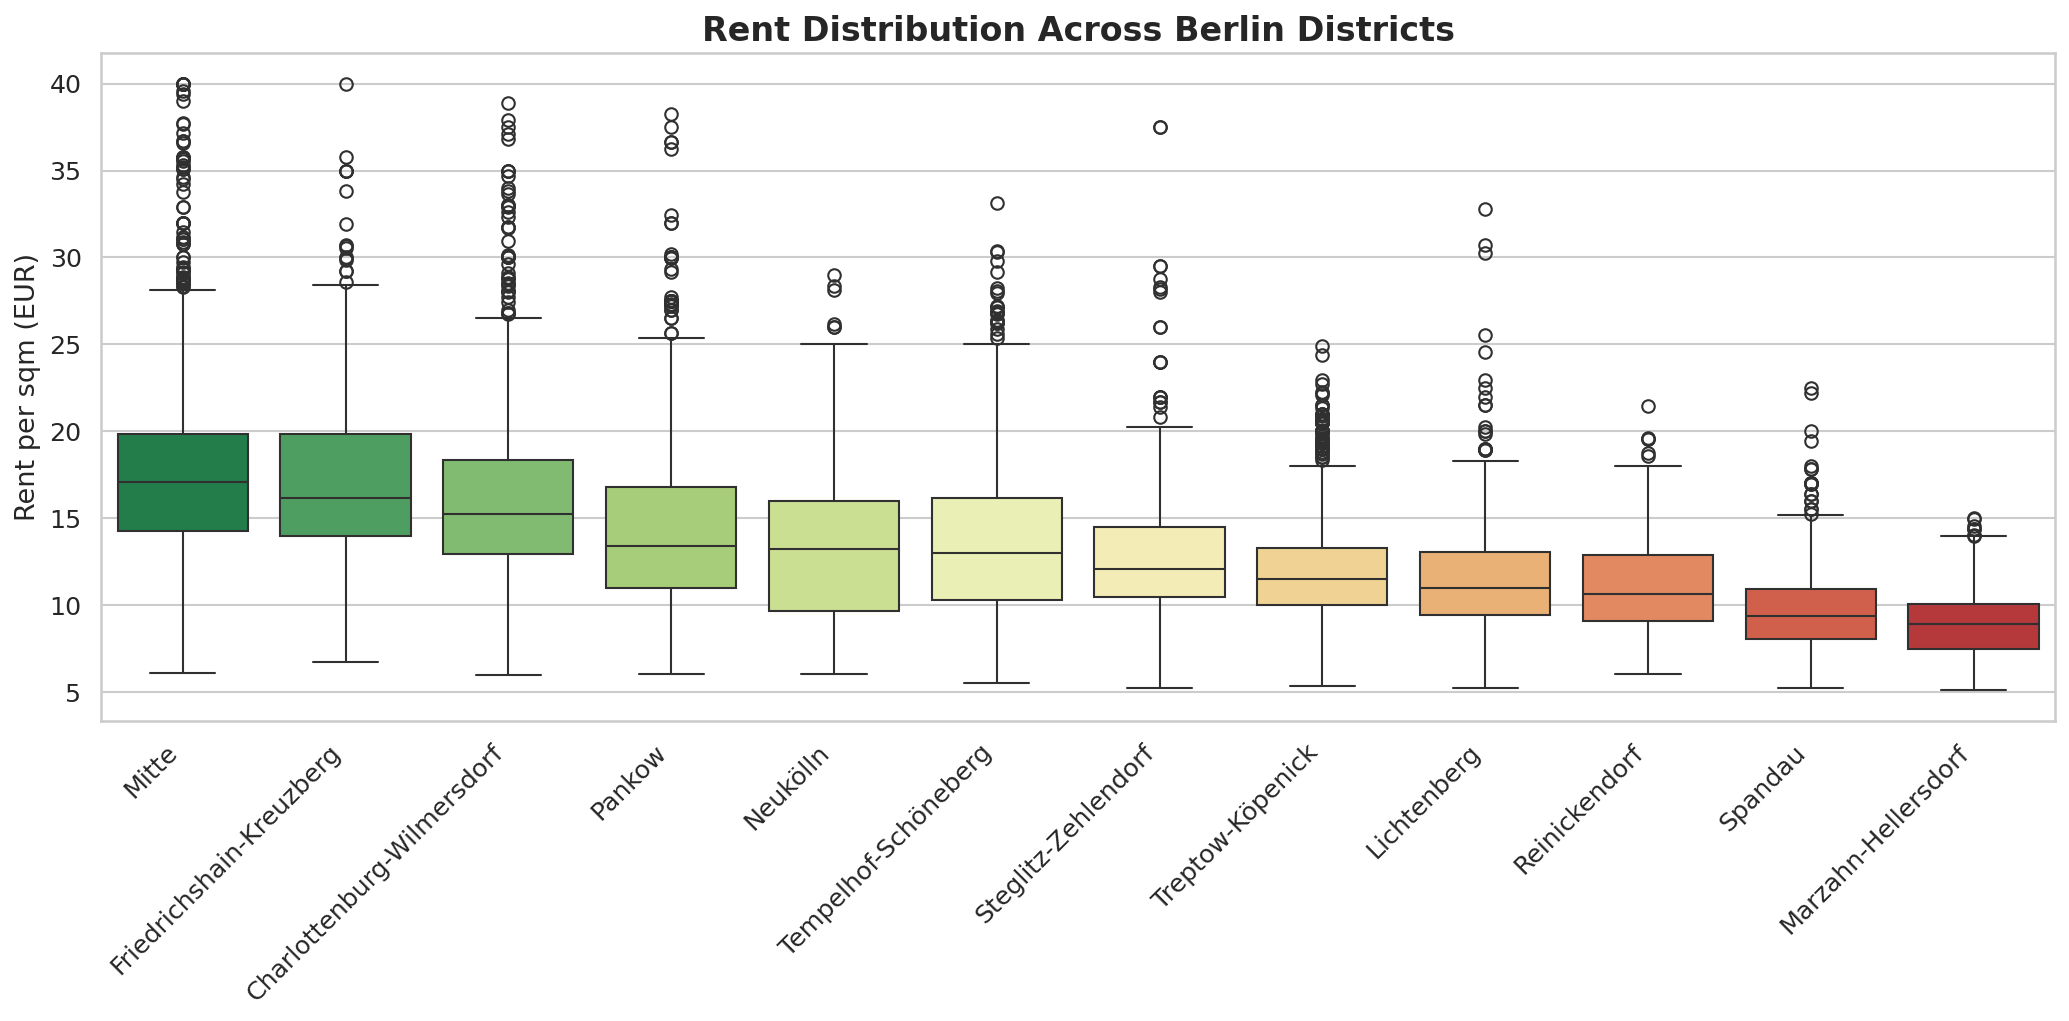 Rent Distribution Across Berlin Districts
Rent per sqm (EUR)
40
35
30
25
20
15
10
5
Mitte
Friedrichshain-Kreuzberg
Charlottenburg-Wilmersdorf
Pankow
Neukölln
Tempelhof-Schöneberg
Steglitz-Zehlendorf
Treptow-Köpenick
Lichtenberg
Reinickendorf
Spandau
Marzahn-Hellersdorf